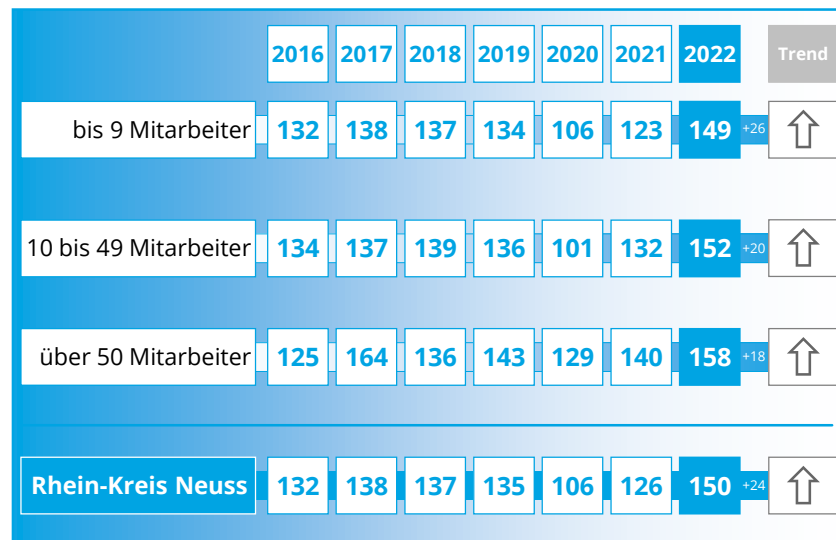 2016 2017 2018 2019 2020 2021 2022 Trend
bis 9 Mitarbeiter 132 138 137 134 106 123 149 +26
10 bis 49 Mitarbeiter 134 137 139 136 101 132 152 +20
über 50 Mitarbeiter 125 164 136 143 129 140 158 +18
Rhein-Kreis Neuss 132 138 137 135 106 126 150 +24